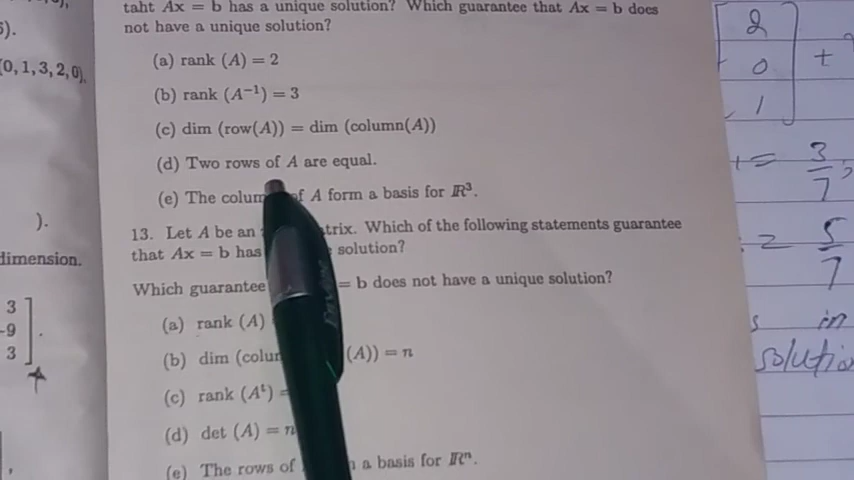 5).
(0, 1, 3, 2, 0),
).
dimension.
3
-9
3
taht Ax = b has a unique solution? Which guarantee that Ax = b does
not have a unique solution?
(a) rank (A) = 2
(b) rank (A⁻¹) = 3
(c) dim (row(A)) = dim (column(A))
(d) Two rows of A are equal.
(e) The colum of A form a basis for ℝ³.
13. Let A be an trix. Which of the following statements guarantee
that Ax = b has solution?
Which guarantee = b does not have a unique solution?
(a) rank (A)
(b) dim (colu (A)) = n
(c) rank (Aᵗ) =
(d) det (A) = n
(e) The rows of a basis for ℝⁿ.
2
0 +
1
= 3/7,
= 5/7
in
solution